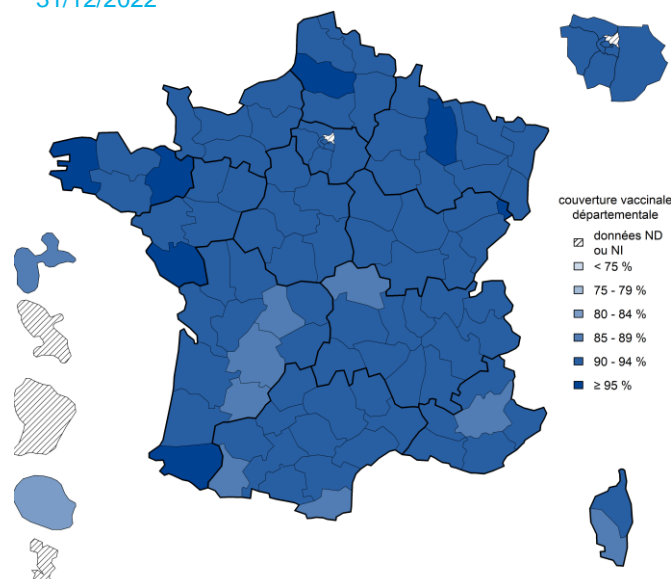 31/12/2022
couverture vaccinale
départementale
données ND
ou NI
< 75 %
75 - 79 %
80 - 84 %
85 - 89 %
90 - 94 %
≥ 95 %